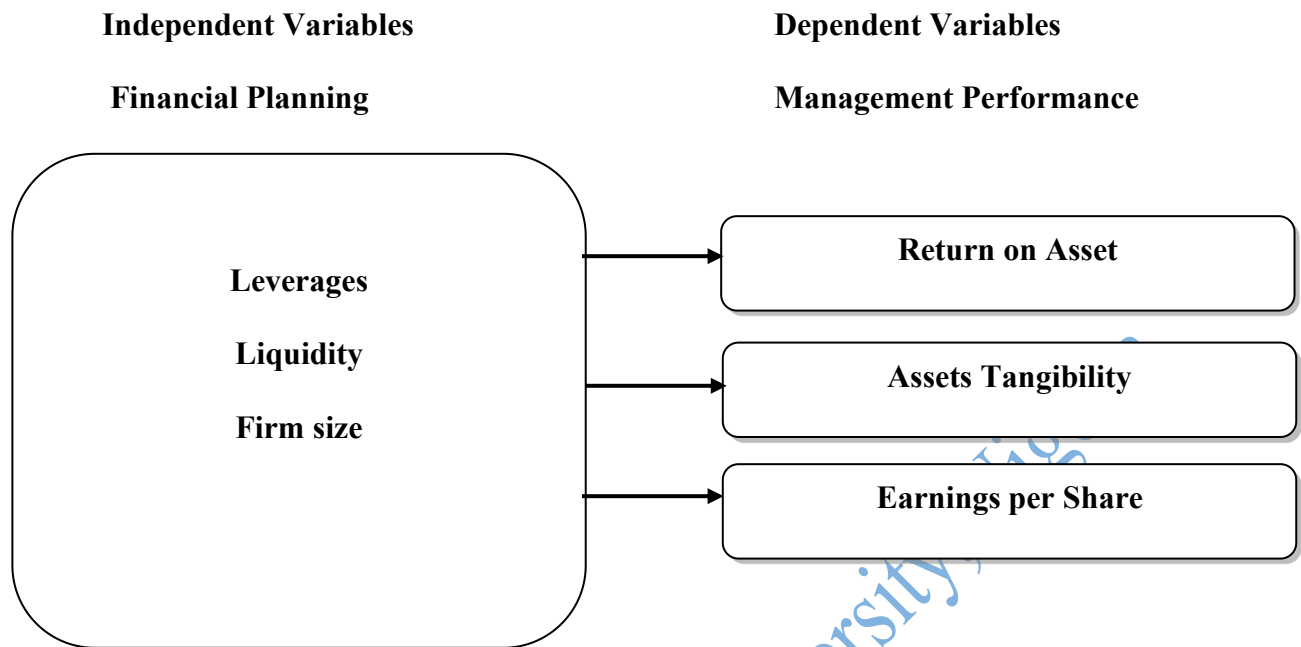 Independent Variables
Dependent Variables
Financial Planning
Management Performance
Leverages
Liquidity
Firm size
Return on Asset
Assets Tangibility
Earnings per Share